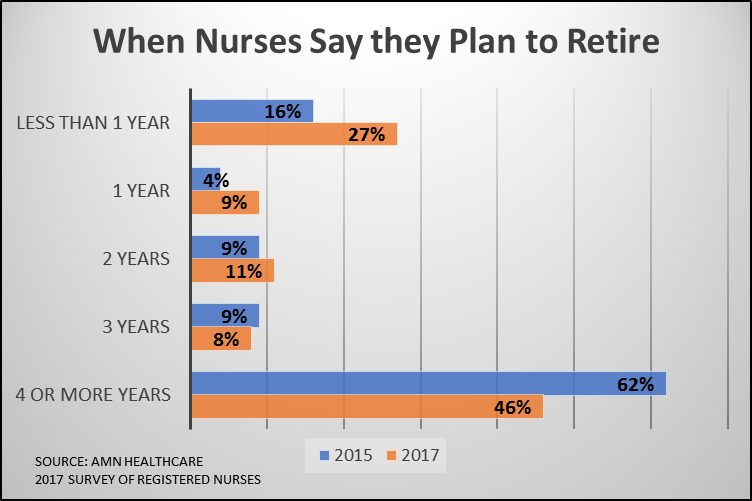 When Nurses Say they Plan to Retire
LESS THAN 1 YEAR
16%
27%
1 YEAR
4%
9%
2 YEARS
9%
11%
3 YEARS
9%
8%
4 OR MORE YEARS
62%
46%
2015 2017
SOURCE: AMN HEALTHCARE
2017 SURVEY OF REGISTERED NURSES